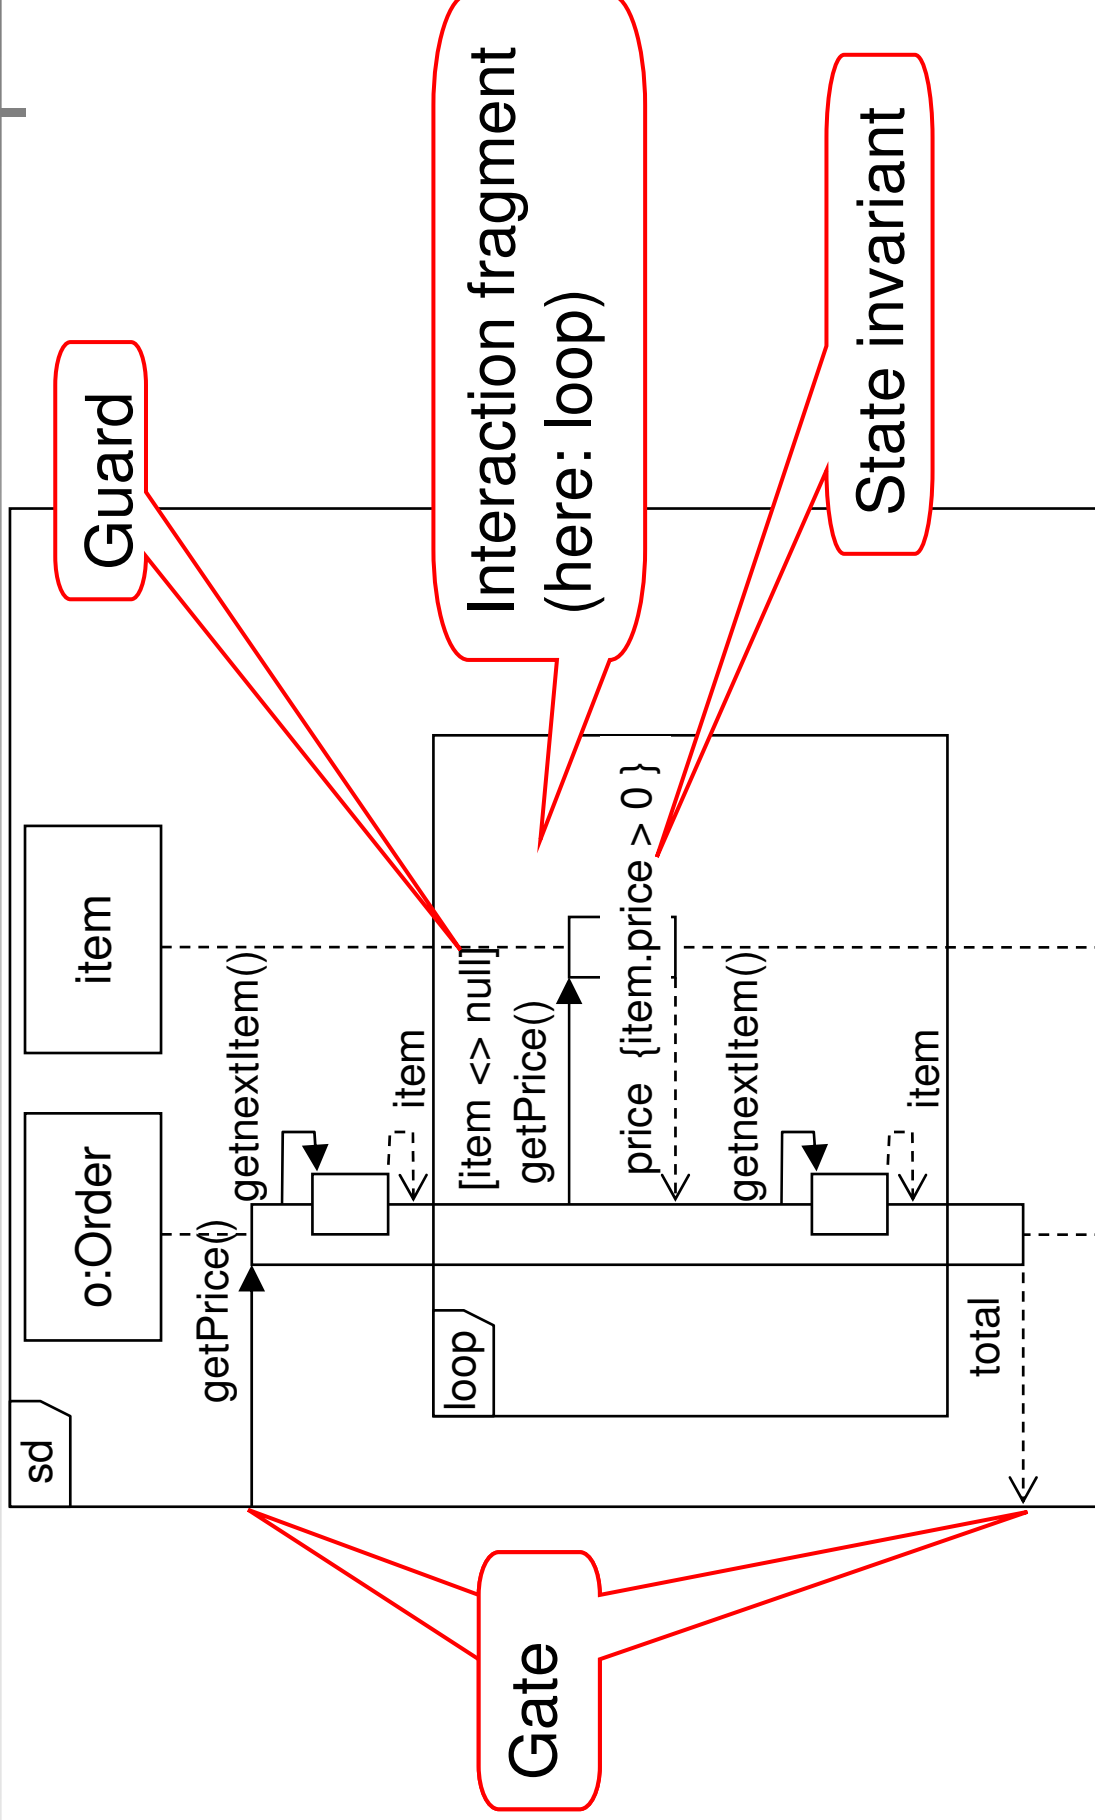 sd
o:Order
item
Guard
getPrice()
getnextItem()
item
loop
[item <> null]
getPrice()
Interaction fragment
(here: loop)
price {item.price > 0 }
State invariant
getnextItem()
item
total
Gate